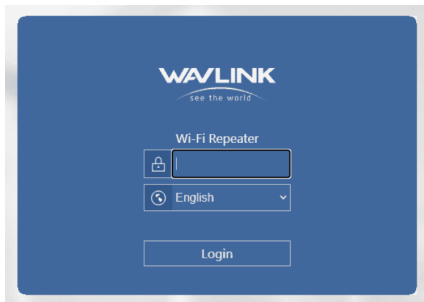 WAVLINK
see the world
Wi-Fi Repeater
English
Login